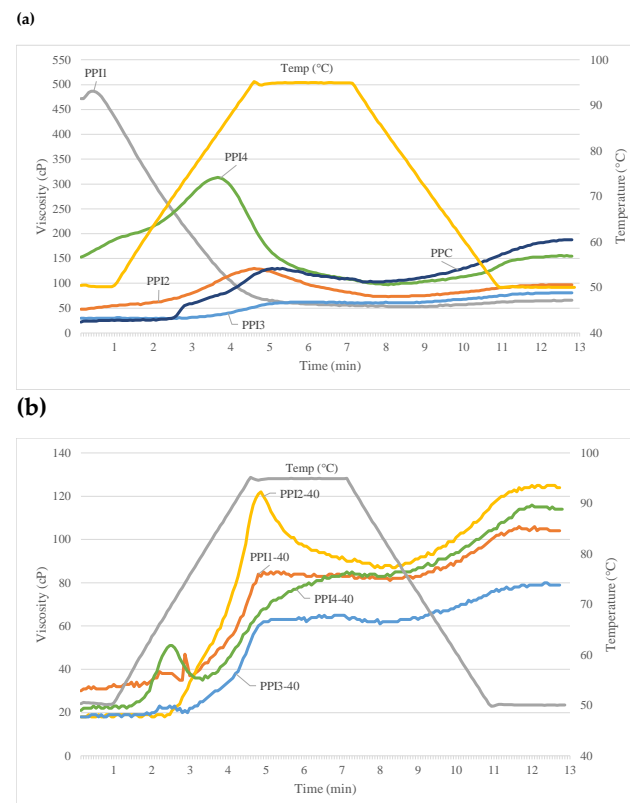 (a)
550
500
450
400
350
300
250
200
150
100
50
0
Viscosity (cP)
100
90
80
70
60
50
40
Temperature (°C)
1 2 3 4 5 6 7 8 9 10 11 12 13
Time (min)
PPI1
Temp (°C)
PPI4
PPC
PPI2
PPI3
(b)
140
120
100
80
60
40
20
0
Viscosity (cP)
100
90
80
70
60
50
40
Temperature (°C)
1 2 3 4 5 6 7 8 9 10 11 12 13
Time (min)
Temp (°C)
PPI2-40
PPI1-40
PPI4-40
PPI3-40